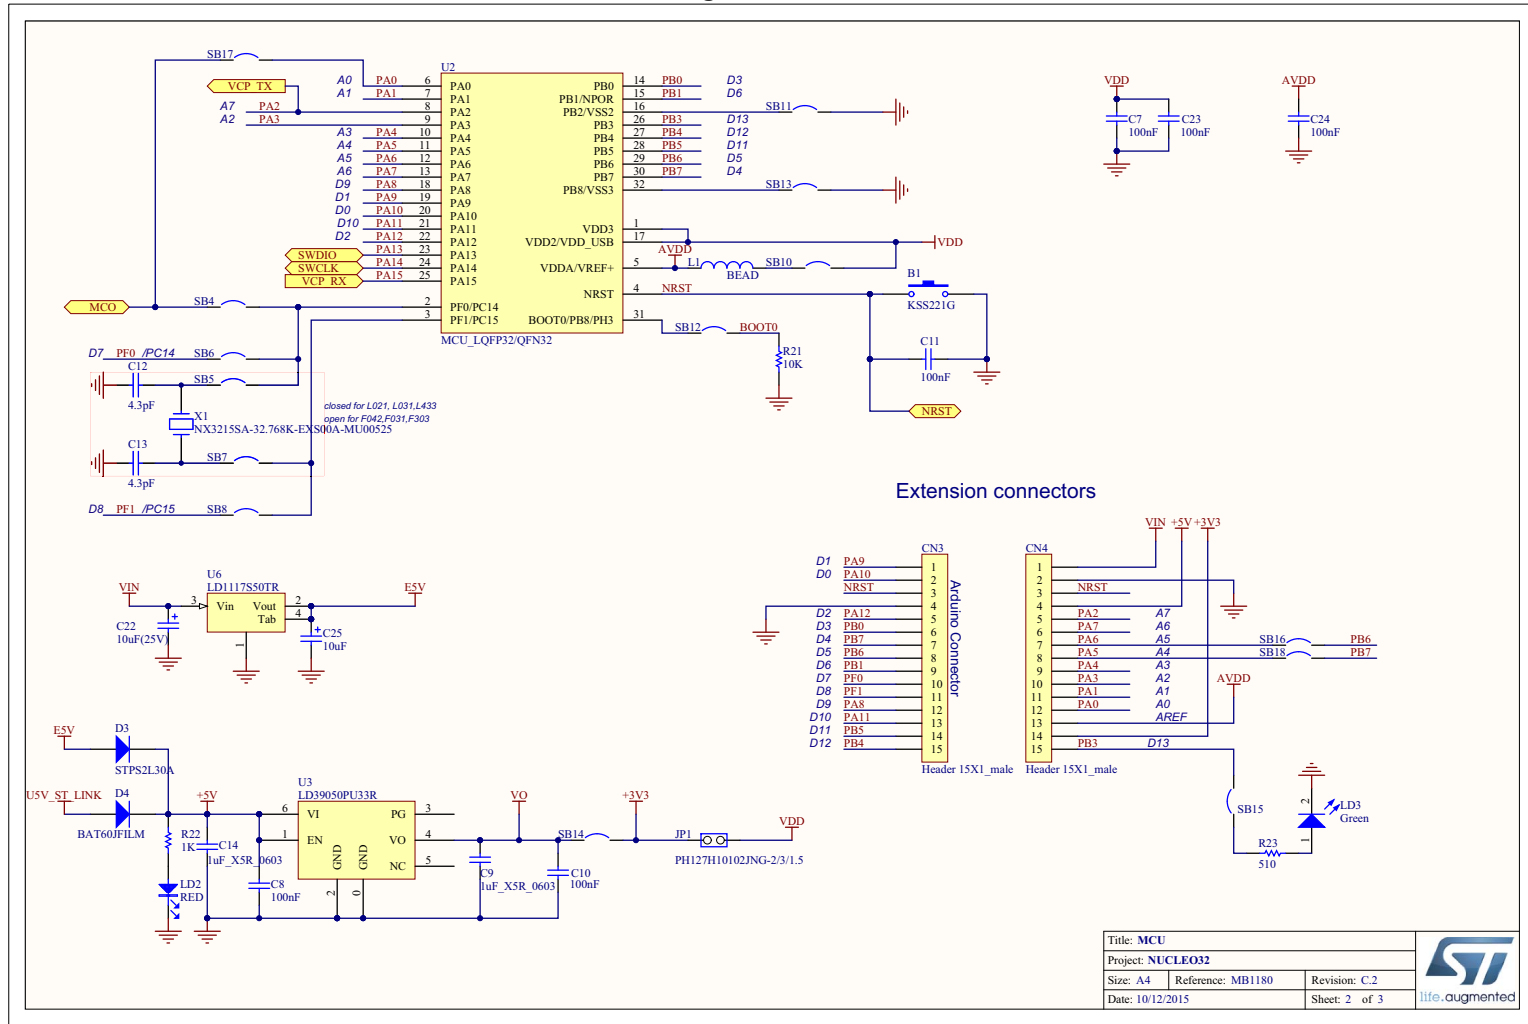 SB17
VCP TX
A0 PA0 6
A1 PA1 7
A7 PA2 8
A2 PA3 9
A3 PA4 10
A4 PA5 11
A5 PA6 12
A6 PA7 13
D9 PA8 18
D1 PA9 19
D0 PA10 20
D10 PA11 21
D2 PA12 22
SWDIO PA13 23
SWCLK PA14 24
VCP RX PA15 25
MCO SB4 2
3
U2
PA0 PB0
PA1 PB1/NPOR
PA2 PB2/VSS2
PA3 PB3
PA4 PB4
PA5 PB5
PA6 PB6
PA7 PB7
PA8 PB8/VSS3
PA9
PA10
PA11 VDD3
PA12 VDD2/VDD_USB
PA13
PA14 VDDA/VREF+
PA15
NRST
PF0/PC14
PF1/PC15 BOOT0/PB8/PH3
MCU_LQFP32/QFN32
14 PB0 D3
15 PB1 D6
16 SB11
26 PB3 D13
27 PB4 D12
28 PB5 D11
29 PB6 D5
30 PB7 D4
32 SB13
1
17 VDD
AVDD
5 L1 BEAD SB10
4 NRST
31 SB12 BOOT0
R21
10K
B1
KSS221G
C11
100nF
NRST
VDD
C7
100nF
C23
100nF
AVDD
C24
100nF
D7 PF0 /PC14 SB6
C12
SB5
4.3pF
X1
NX3215SA-32.768K-EXS00A-MU00525
closed for L021, L031,L433
open for F042,F031,F303
C13
SB7
4.3pF
D8 PF1 /PC15 SB8
Extension connectors
U6
LD1117S50TR
VIN 3 Vin Vout 2 E5V
Tab 4
1
C22
10uF(25V)
+
C25
10uF
+
CN3
D1 PA9 1
D0 PA10 2
NRST 3
4
D2 PA12 5
D3 PB0 6
D4 PB7 7
D5 PB6 8
D6 PB1 9
D7 PF0 10
D8 PF1 11
D9 PA8 12
D10 PA11 13
D11 PB5 14
D12 PB4 15
Arduino Connector
Header 15X1_male
VIN +5V +3V3
CN4
1
2
3 NRST
4
5 PA2 A7
6 PA7 A6
7 PA6 A5 SB16 PB6
8 PA5 A4 SB18 PB7
9 PA4 A3
10 PA3 A2
11 PA1 A1
12 PA0 A0
13 AREF AVDD
14
15 PB3 D13
Header 15X1_male
SB15
R23
510
2
1
LD3
Green
E5V D3
STPS2L30A
U5V_ST_LINK D4
BAT60JFILM
+5V
R22
1K
C14
1uF_X5R_0603
LD2
RED
C8
100nF
U3
LD39050PU33R
6 VI PG 3
1 EN VO 4
NC 5
GND GND
2 0
VO
C9
1uF_X5R_0603
C10
100nF
SB14
+3V3
JP1
PH127H10102JNG-2/3/1.5
VDD
Title: MCU
Project: NUCLEO32
Size: A4 Reference: MB1180 Revision: C.2
Date: 10/12/2015 Sheet: 2 of 3
ST
life.augmented